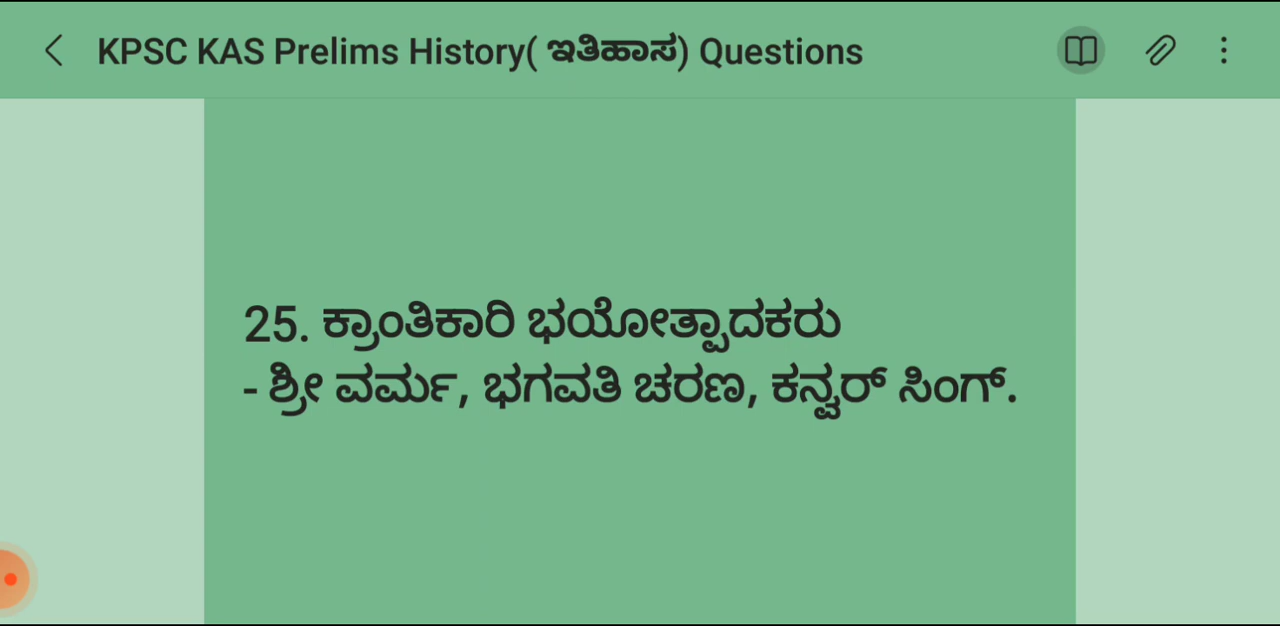 KPSC KAS Prelims History( ಇತಿಹಾಸ) Questions
25. ಕ್ರಾಂತಿಕಾರಿ ಭಯೋತ್ಪಾದಕರು
- ಶ್ರೀ ವರ್ಮ, ಭಗವತಿ ಚರಣ, ಕನ್ವರ್ ಸಿಂಗ್.